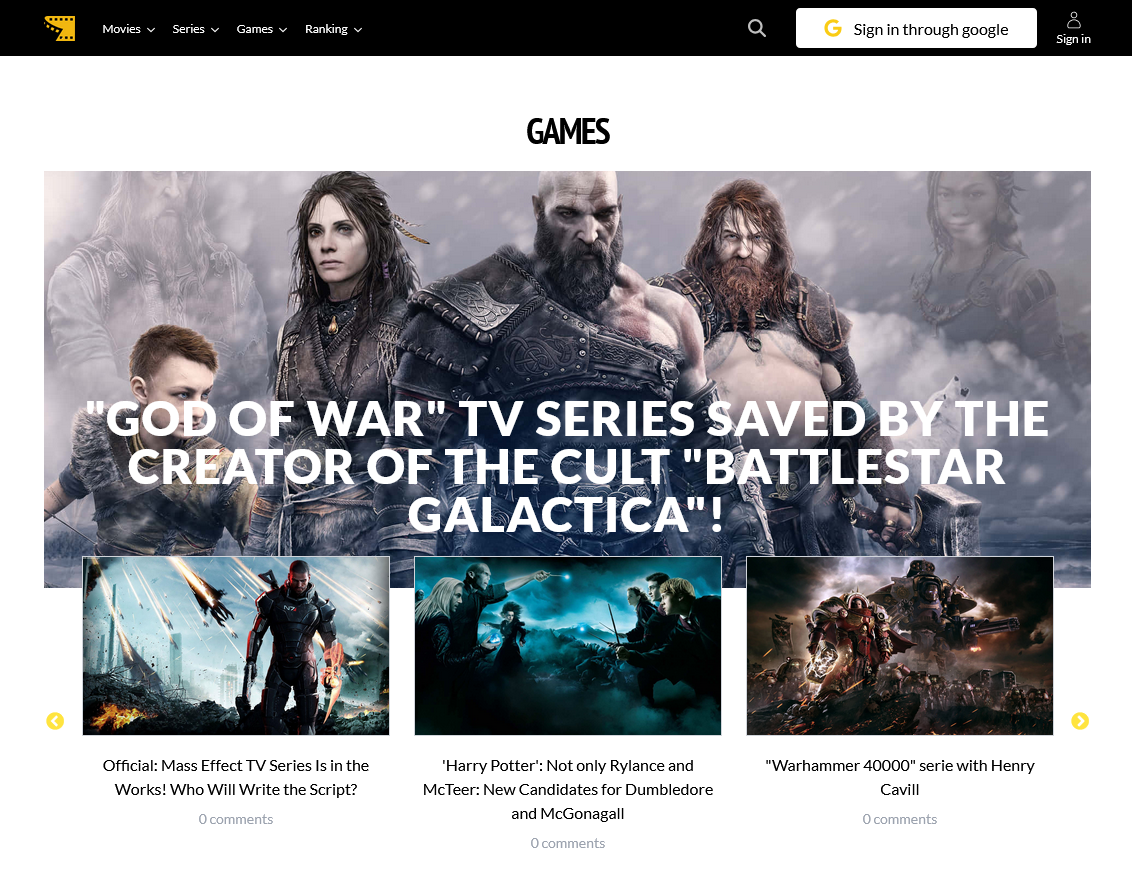 Movies Series Games Ranking Sign in through google Sign in
GAMES
"GOD OF WAR" TV SERIES SAVED BY THE
CREATOR OF THE CULT "BATTLESTAR
GALACTICA"!
N7
Official: Mass Effect TV Series Is in the
Works! Who Will Write the Script?
0 comments
'Harry Potter': Not only Rylance and
McTeer: New Candidates for Dumbledore
and McGonagall
0 comments
"Warhammer 40000" serie with Henry
Cavill
0 comments